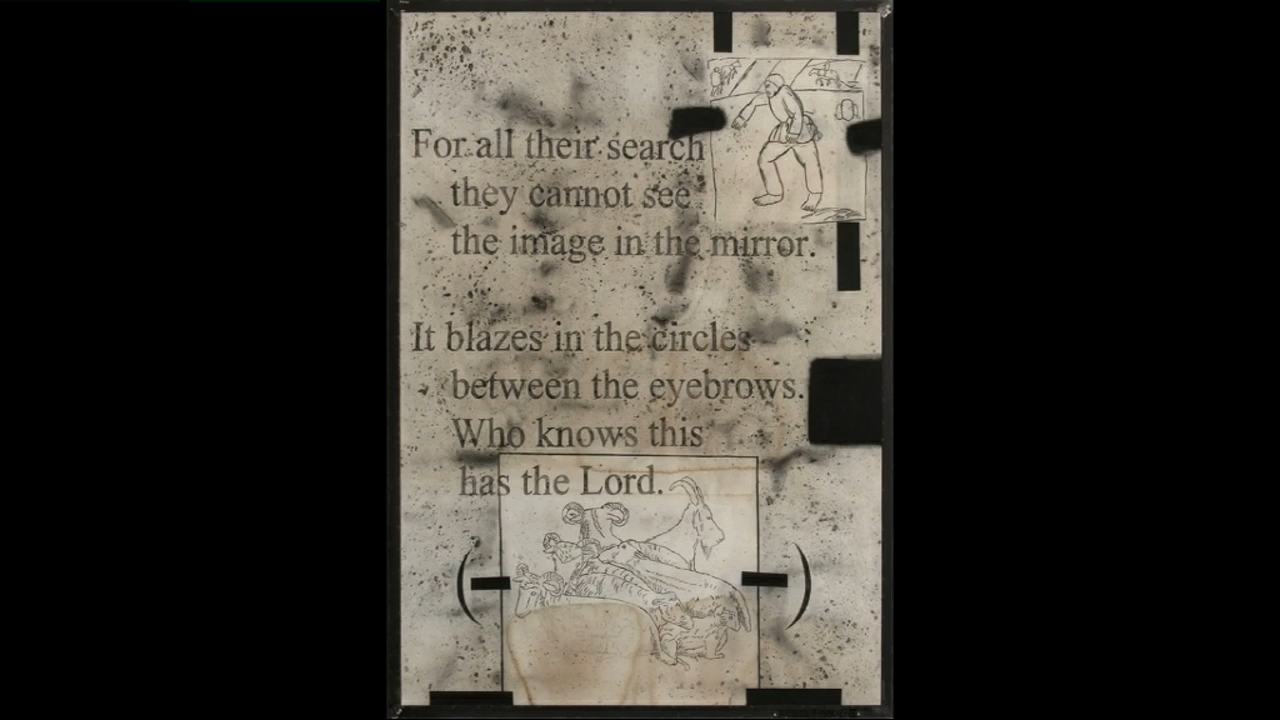 For all their search
they cannot see
the image in the mirror.
It blazes in the circles
between the eyebrows.
Who knows this
has the Lord.